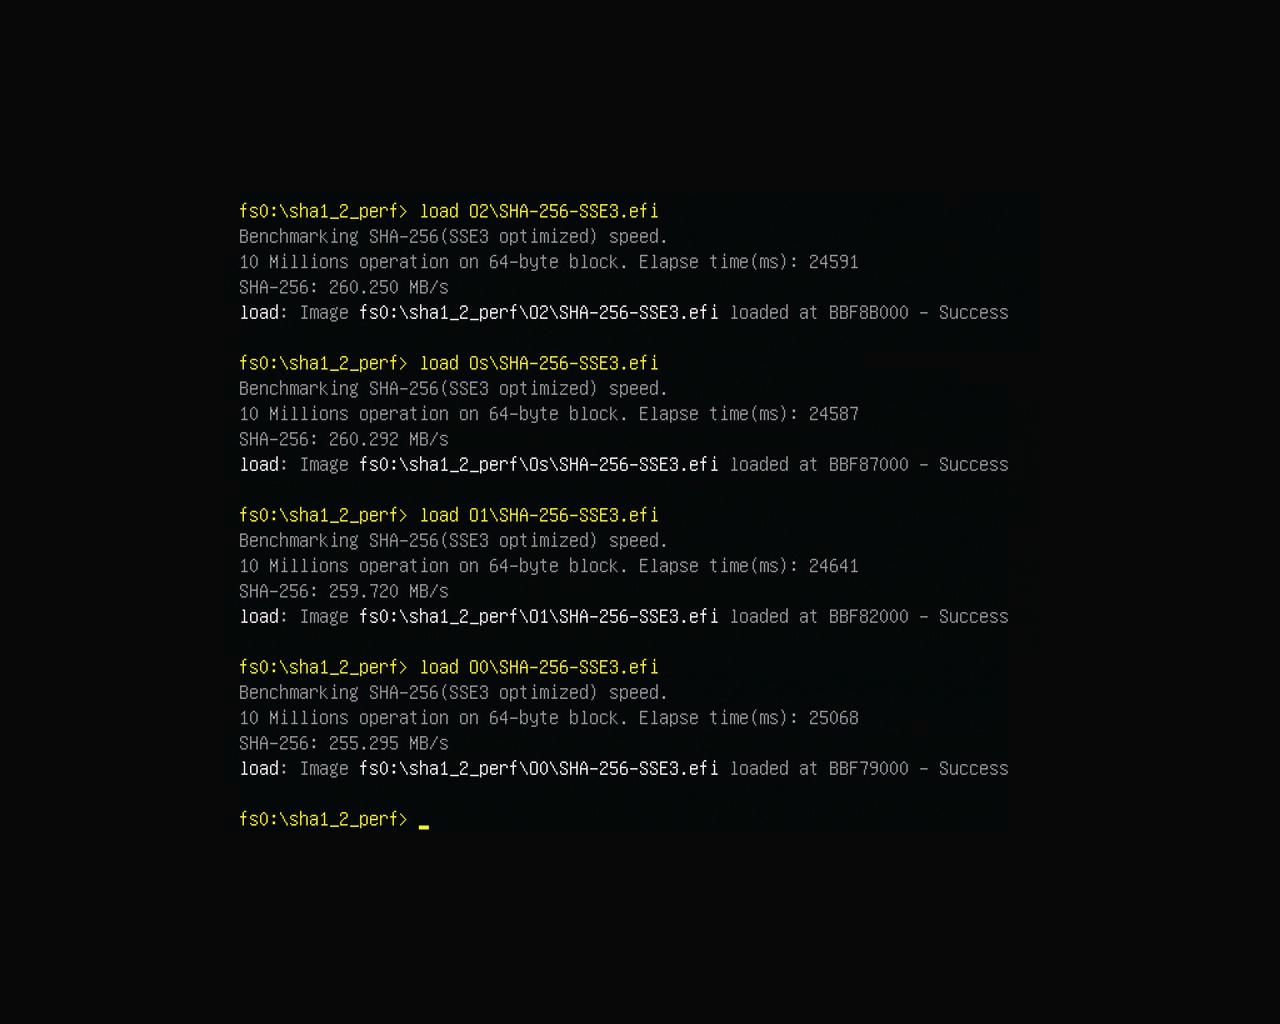 fs0:\sha1_2_perf> load O2\SHA-256-SSE3.efi
Benchmarking SHA-256(SSE3 optimized) speed.
10 Millions operation on 64-byte block. Elapse time(ms): 24591
SHA-256: 260.250 MB/s
load: Image fs0:\sha1_2_perf\O2\SHA-256-SSE3.efi loaded at BBF8B000 - Success
fs0:\sha1_2_perf> load Os\SHA-256-SSE3.efi
Benchmarking SHA-256(SSE3 optimized) speed.
10 Millions operation on 64-byte block. Elapse time(ms): 24587
SHA-256: 260.292 MB/s
load: Image fs0:\sha1_2_perf\Os\SHA-256-SSE3.efi loaded at BBF87000 - Success
fs0:\sha1_2_perf> load O1\SHA-256-SSE3.efi
Benchmarking SHA-256(SSE3 optimized) speed.
10 Millions operation on 64-byte block. Elapse time(ms): 24641
SHA-256: 259.720 MB/s
load: Image fs0:\sha1_2_perf\O1\SHA-256-SSE3.efi loaded at BBF82000 - Success
fs0:\sha1_2_perf> load O0\SHA-256-SSE3.efi
Benchmarking SHA-256(SSE3 optimized) speed.
10 Millions operation on 64-byte block. Elapse time(ms): 25068
SHA-256: 255.295 MB/s
load: Image fs0:\sha1_2_perf\O0\SHA-256-SSE3.efi loaded at BBF79000 - Success
fs0:\sha1_2_perf> _